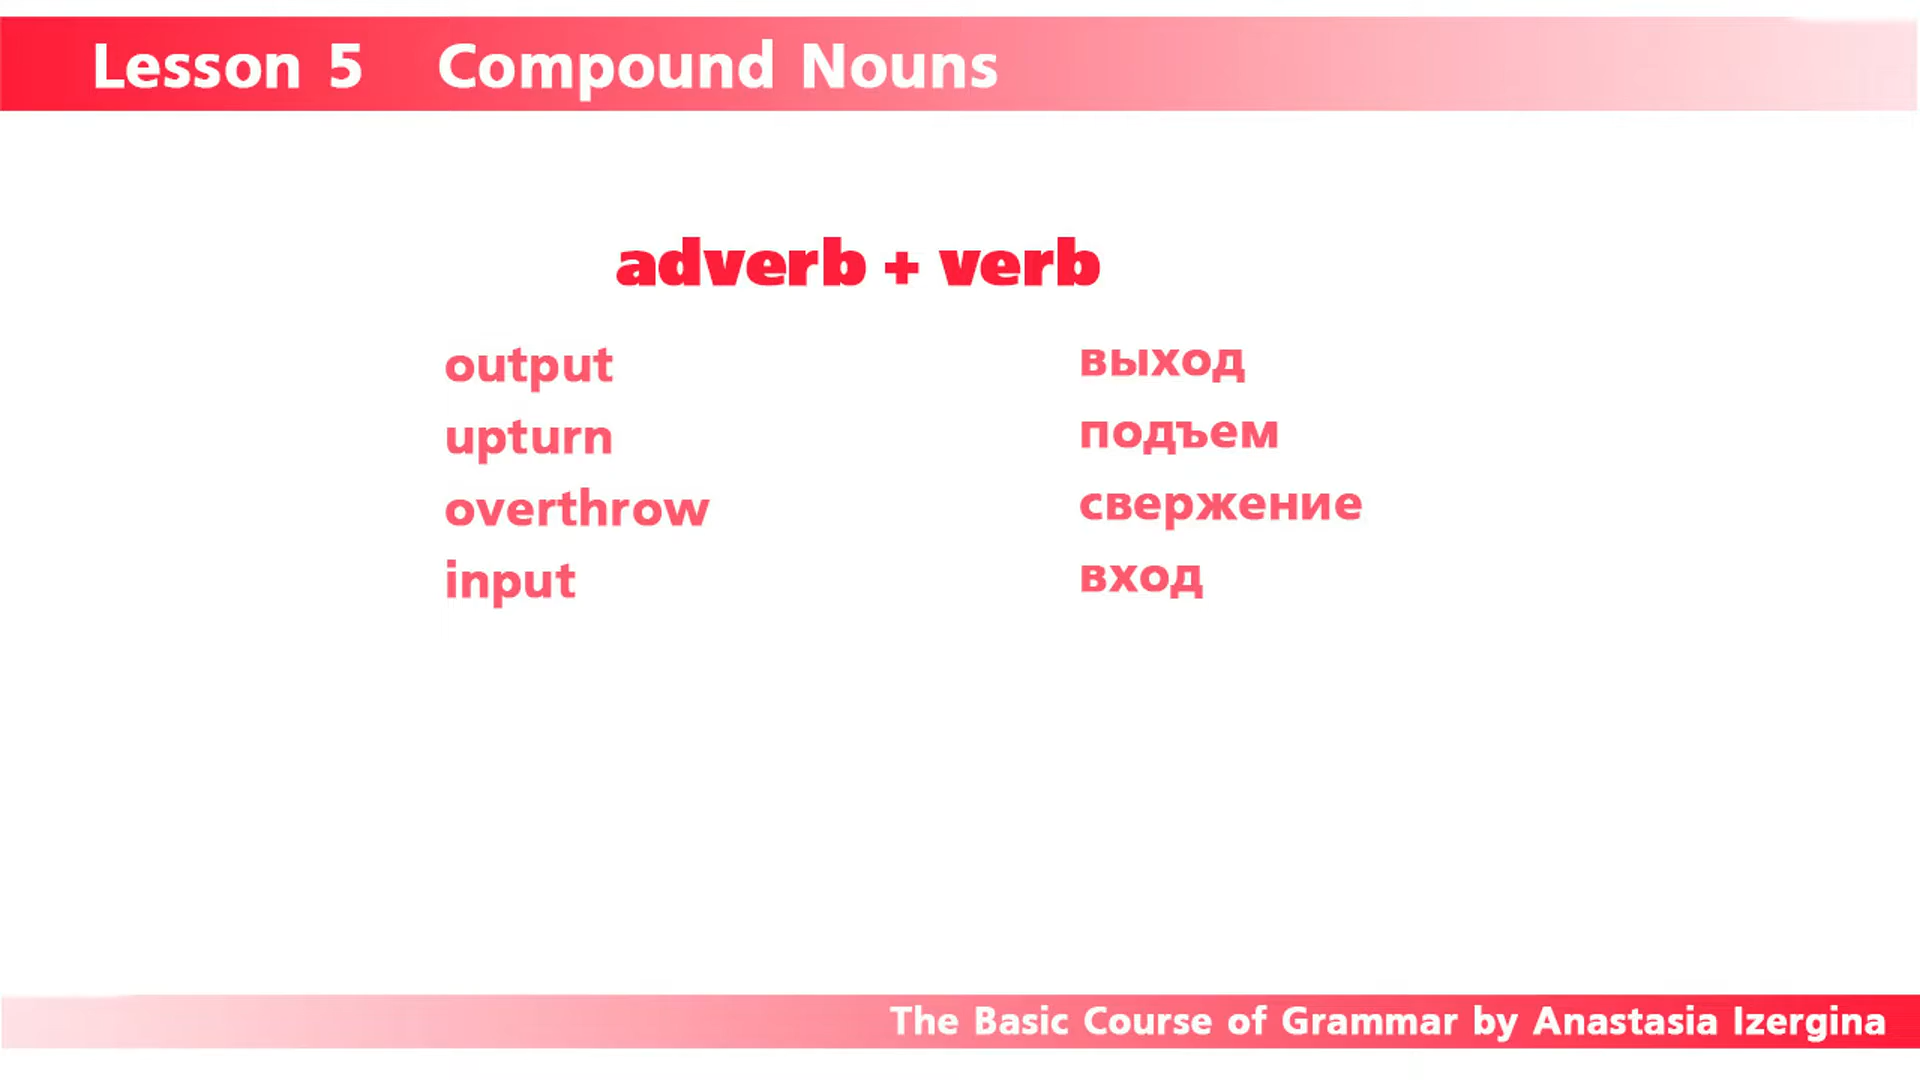 Lesson 5 Compound Nouns
adverb + verb
output выход
upturn подъем
overthrow свержение
input вход
The Basic Course of Grammar by Anastasia Izergina